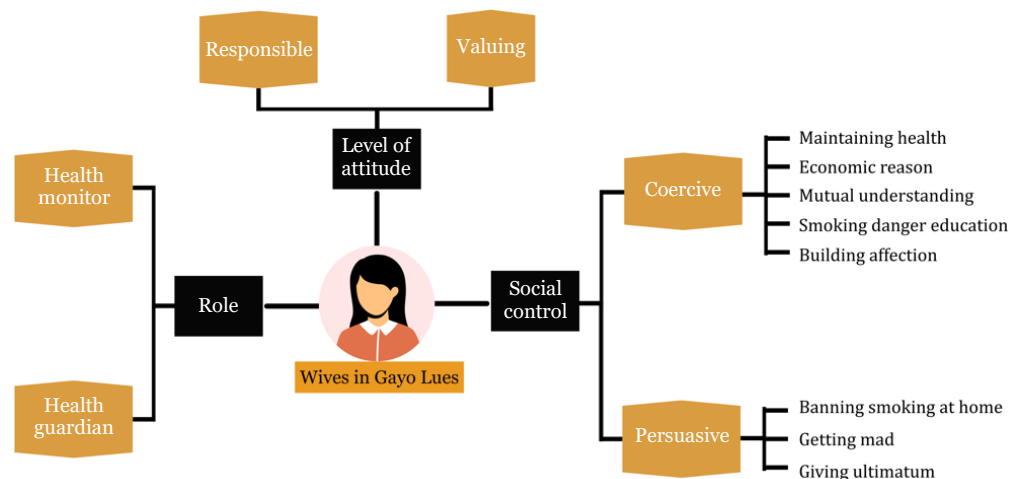 Responsible
Valuing
Level of
attitude
Health
monitor
Role
Health
guardian
Wives in Gayo Lues
Social
control
Coercive
Maintaining health
Economic reason
Mutual understanding
Smoking danger education
Building affection
Persuasive
Banning smoking at home
Getting mad
Giving ultimatum